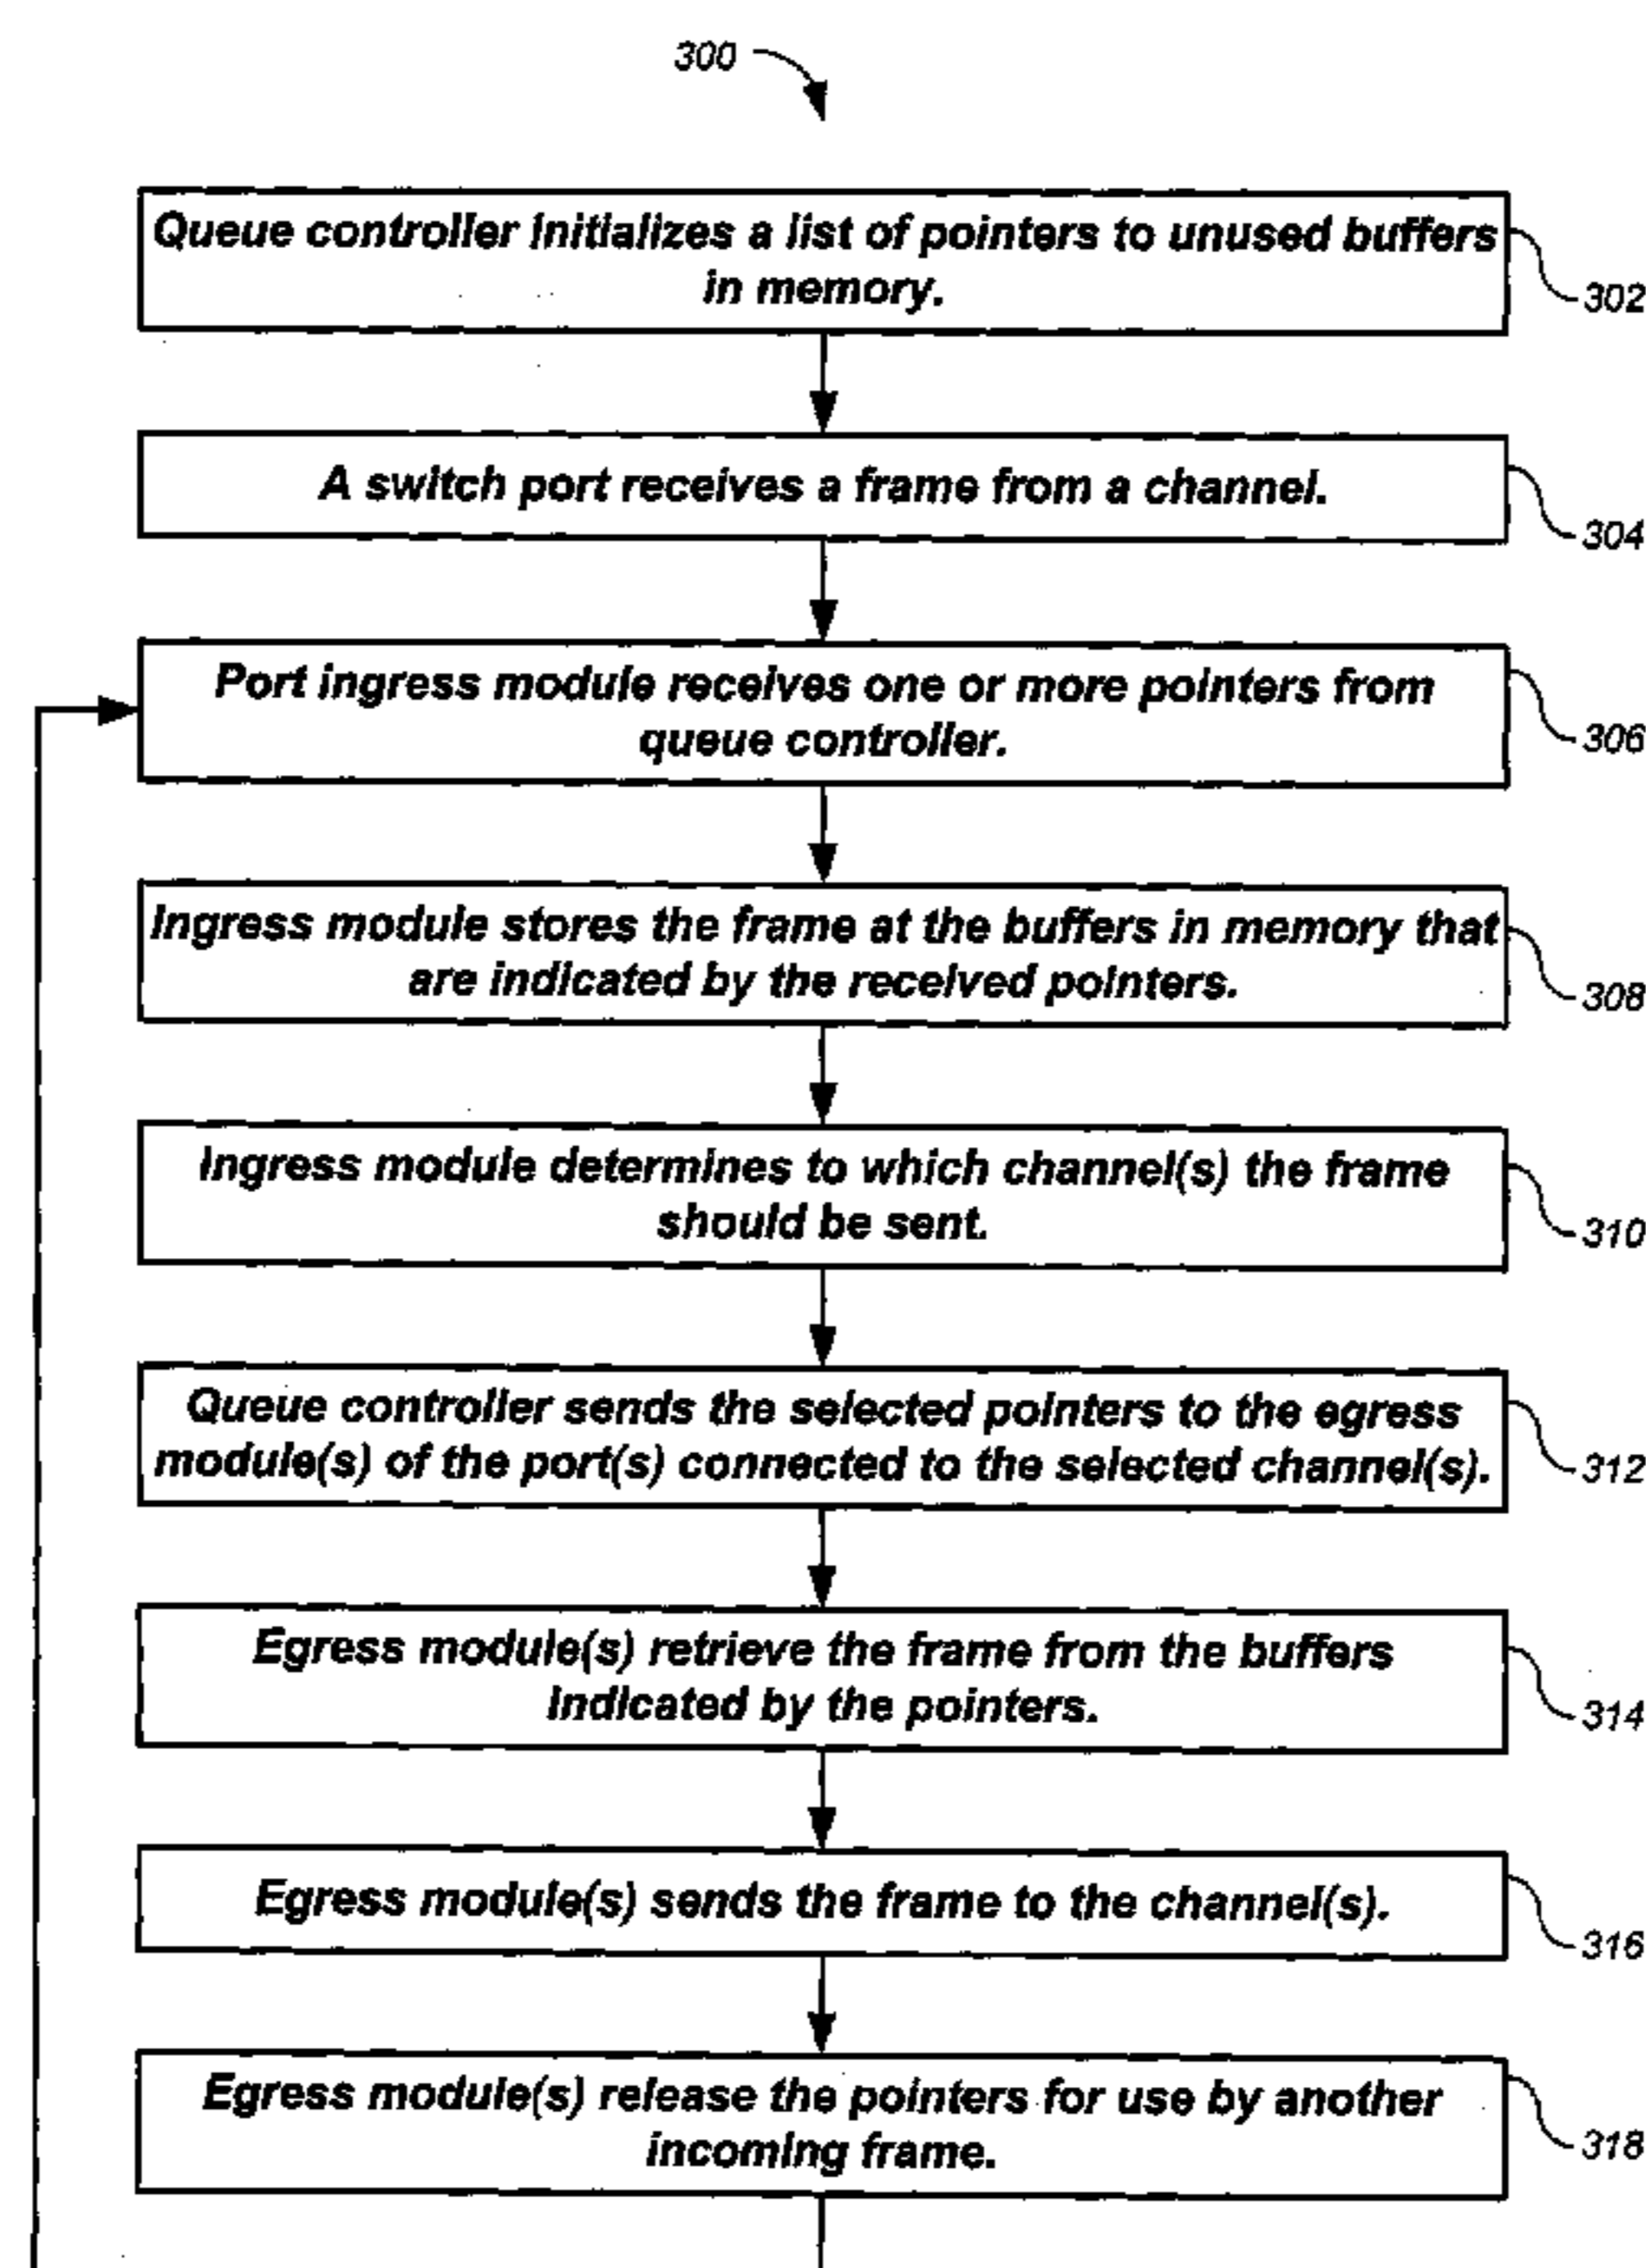 300
Queue controller initializes a list of pointers to unused buffers
in memory.
302
A switch port receives a frame from a channel.
304
Port ingress module receives one or more pointers from
queue controller.
306
Ingress module stores the frame at the buffers in memory that
are indicated by the received pointers.
308
Ingress module determines to which channel(s) the frame
should be sent.
310
Queue controller sends the selected pointers to the egress
module(s) of the port(s) connected to the selected channel(s).
312
Egress module(s) retrieve the frame from the buffers
indicated by the pointers.
314
Egress module(s) sends the frame to the channel(s).
316
Egress module(s) release the pointers for use by another
incoming frame.
318